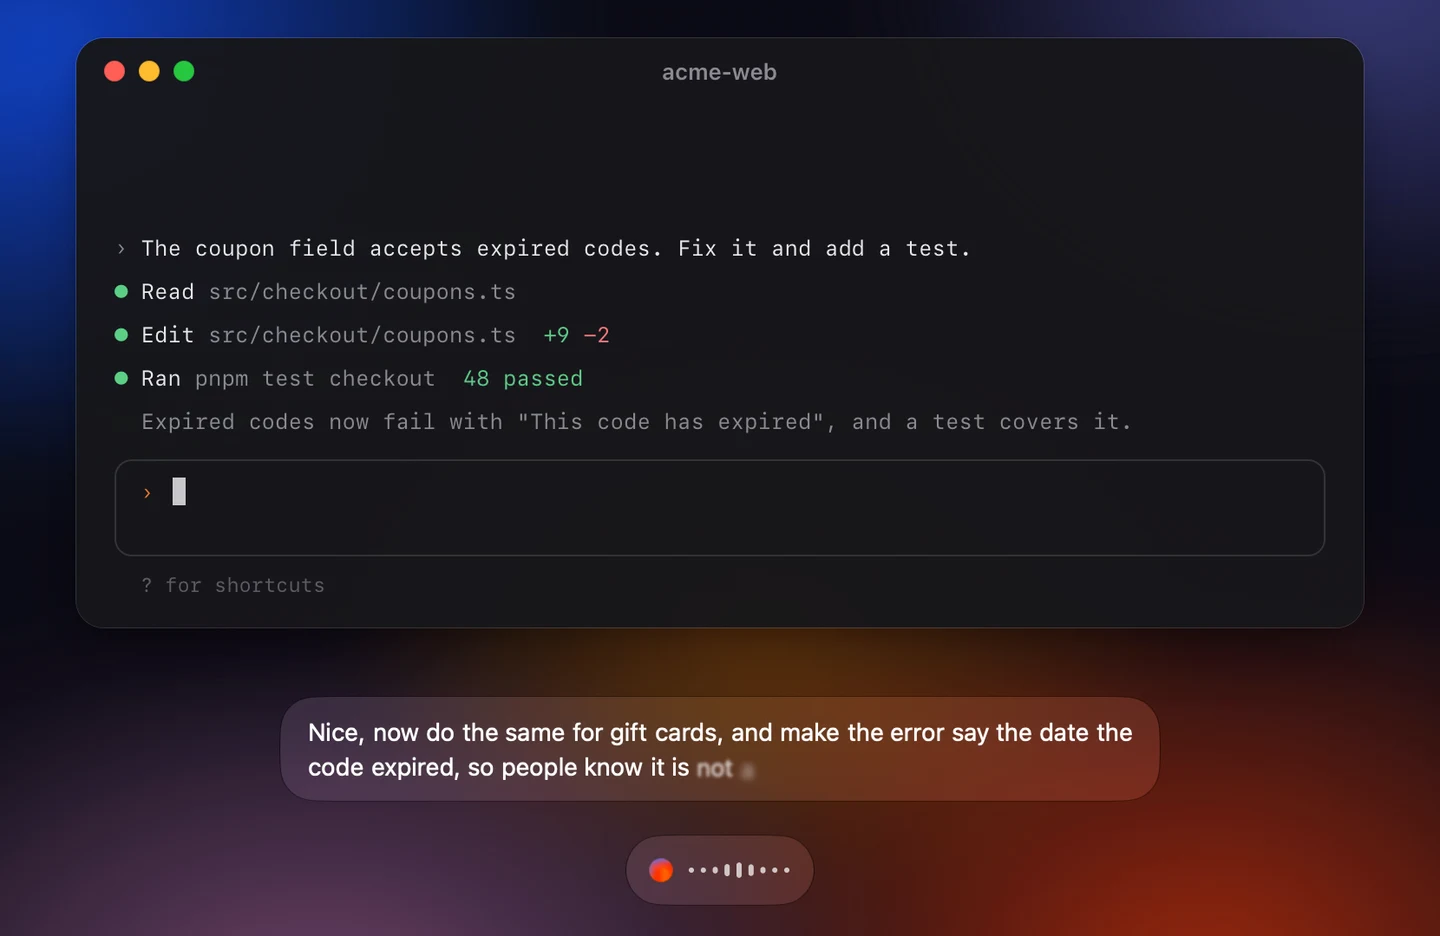 acme-web
› The coupon field accepts expired codes. Fix it and add a test.
Read src/checkout/coupons.ts
Edit src/checkout/coupons.ts +9 −2
Ran pnpm test checkout 48 passed
Expired codes now fail with "This code has expired", and a test covers it.
›
? for shortcuts
Nice, now do the same for gift cards, and make the error say the date the
code expired, so people know it is not